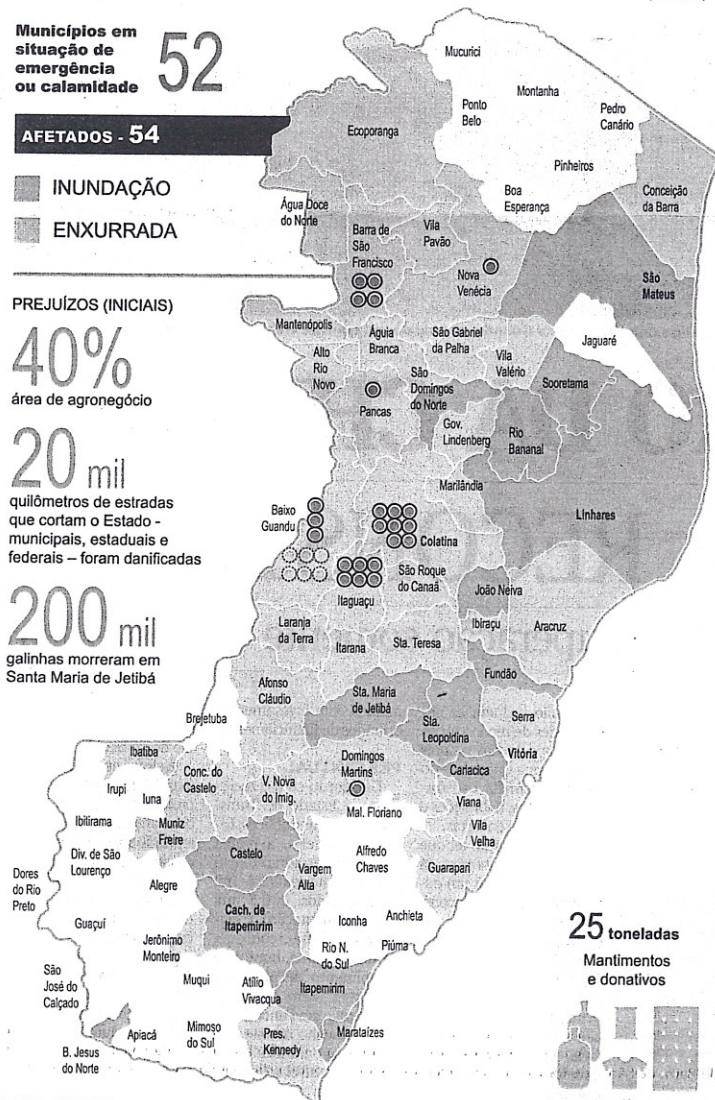 Municípios em
situação de
emergência
ou calamidade
52
AFETADOS - 54
INUNDAÇÃO
ENXURRADA
PREJUÍZOS (INICIAIS)
40%
área de agronegócio
20 mil
quilômetros de estradas
que cortam o Estado -
municipais, estaduais e
federais – foram danificadas
200 mil
galinhas morreram em
Santa Maria de Jetibá
Mucurici
Montanha
Ponto
Belo
Pedro
Canário
Ecoporanga
Pinheiros
Boa
Esperança
Conceição
da Barra
Água Doce
do Norte
Barra de
São
Francisco
Vila
Pavão
Nova
Venécia
São
Mateus
Mantenópolis
Águia
Branca
São Gabriel
da Palha
Jaguaré
Alto
Rio
Novo
Vila
Valério
São
Domingos
do Norte
Sooretama
Pancas
Gov.
Lindenberg
Rio
Bananal
Marilândia
Linhares
Baixo
Guandu
Colatina
São Roque
do Canaã
Itaguaçu
João Neiva
Ibiraçu
Aracruz
Laranja
da Terra
Itarana
Sta. Teresa
Fundão
Afonso
Cláudio
Sta. Maria
de Jetibá
Brejetuba
Sta.
Leopoldina
Serra
Vitória
Ibatiba
Domingos
Martins
Cariacica
Conc. do
Castelo
V. Nova
do Imig.
Irupi
Iuna
Viana
Mal. Floriano
Ibitirama
Muniz
Freire
Vila
Velha
Div. de São
Lourenço
Castelo
Alfredo
Chaves
Vargem
Alta
Guarapari
Dores
do Rio
Preto
Alegre
Cach. de
Itapemirim
Guaçuí
Iconha
Anchieta
Jerônimo
Monteiro
Rio N.
do Sul
Piúma
São
José do
Calçado
Muqui
Atílio
Vivacqua
Itapemirim
Apiacá
Mimoso
do Sul
Pres.
Kennedy
Marataízes
B. Jesus
do Norte
25 toneladas
Mantimentos
e donativos